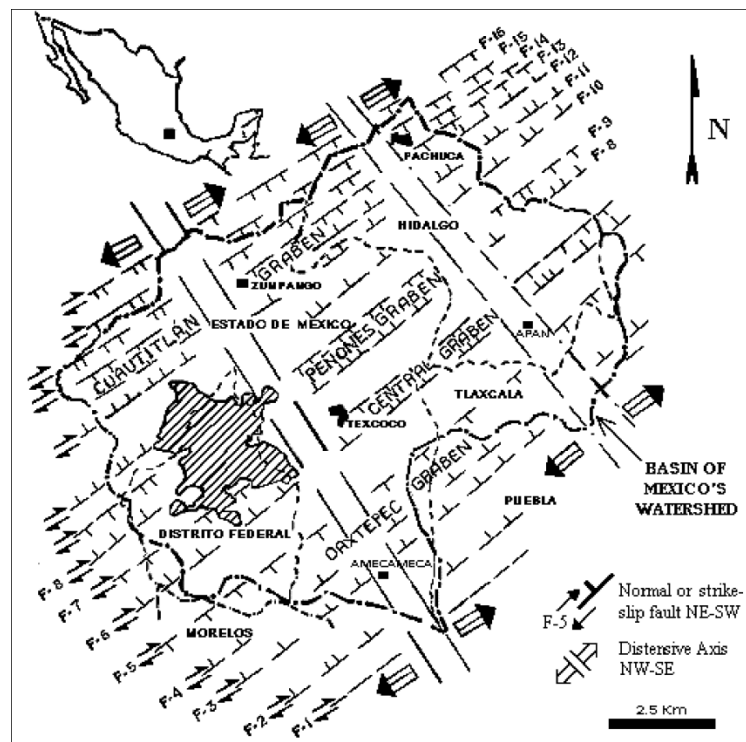 F-16
F-15
F-14
F-13
F-12
F-11
F-10
F-9
F-8
N
PACHUCA
HIDALGO
GRABEN
ZUMPANGO
ESTADO DE MEXICO
CUAUTITLÁN
PEÑONES GRABEN
APAN
CENTRAL GRABEN
TEXCOCO
TLAXCALA
BASIN OF
MEXICO'S
WATERSHED
OAXTEPEC GRABEN
PUEBLA
DISTRITO FEDERAL
AMECAMECA
MORELOS
F-8
F-7
F-6
F-5
F-4
F-3
F-2
F-1
F-5
Normal or strike-
slip fault NE-SW
Distensive Axis
NW-SE
2.5 Km